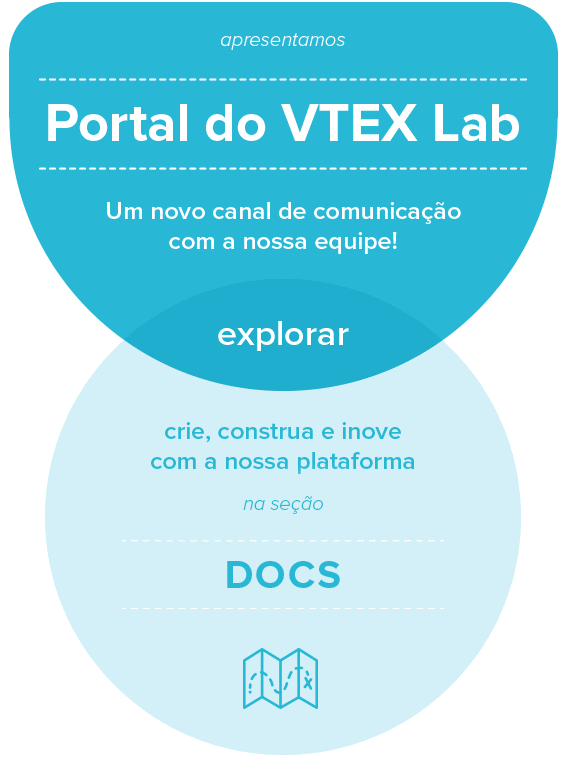 apresentamos
Portal do VTEX Lab
Um novo canal de comunicação
com a nossa equipe!
explorar
crie, construa e inove
com a nossa plataforma
na seção
DOCS